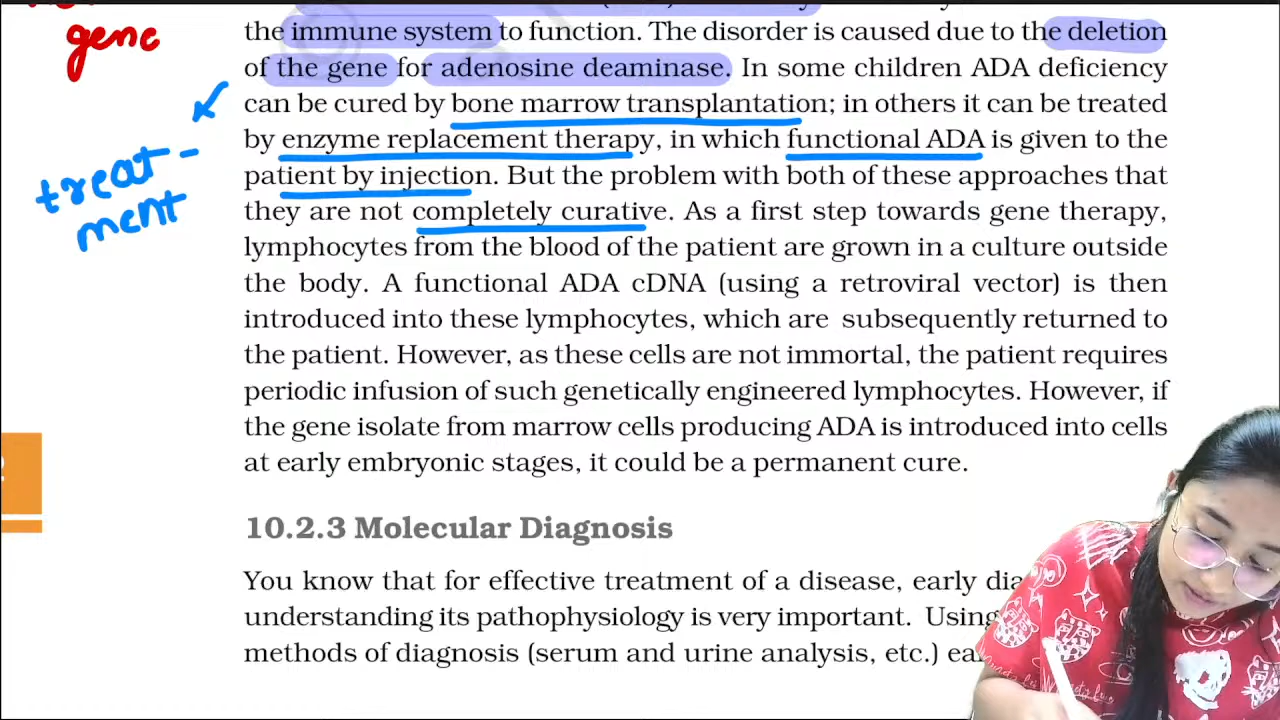 gene
the immune system to function. The disorder is caused due to the deletion
of the gene for adenosine deaminase. In some children ADA deficiency
can be cured by bone marrow transplantation; in others it can be treated
by enzyme replacement therapy, in which functional ADA is given to the
patient by injection. But the problem with both of these approaches that
they are not completely curative. As a first step towards gene therapy,
lymphocytes from the blood of the patient are grown in a culture outside
the body. A functional ADA cDNA (using a retroviral vector) is then
introduced into these lymphocytes, which are subsequently returned to
the patient. However, as these cells are not immortal, the patient requires
periodic infusion of such genetically engineered lymphocytes. However, if
the gene isolate from marrow cells producing ADA is introduced into cells
at early embryonic stages, it could be a permanent cure.
treat-
ment
10.2.3 Molecular Diagnosis
You know that for effective treatment of a disease, early
understanding its pathophysiology is very important. Using
methods of diagnosis (serum and urine analysis, etc.)